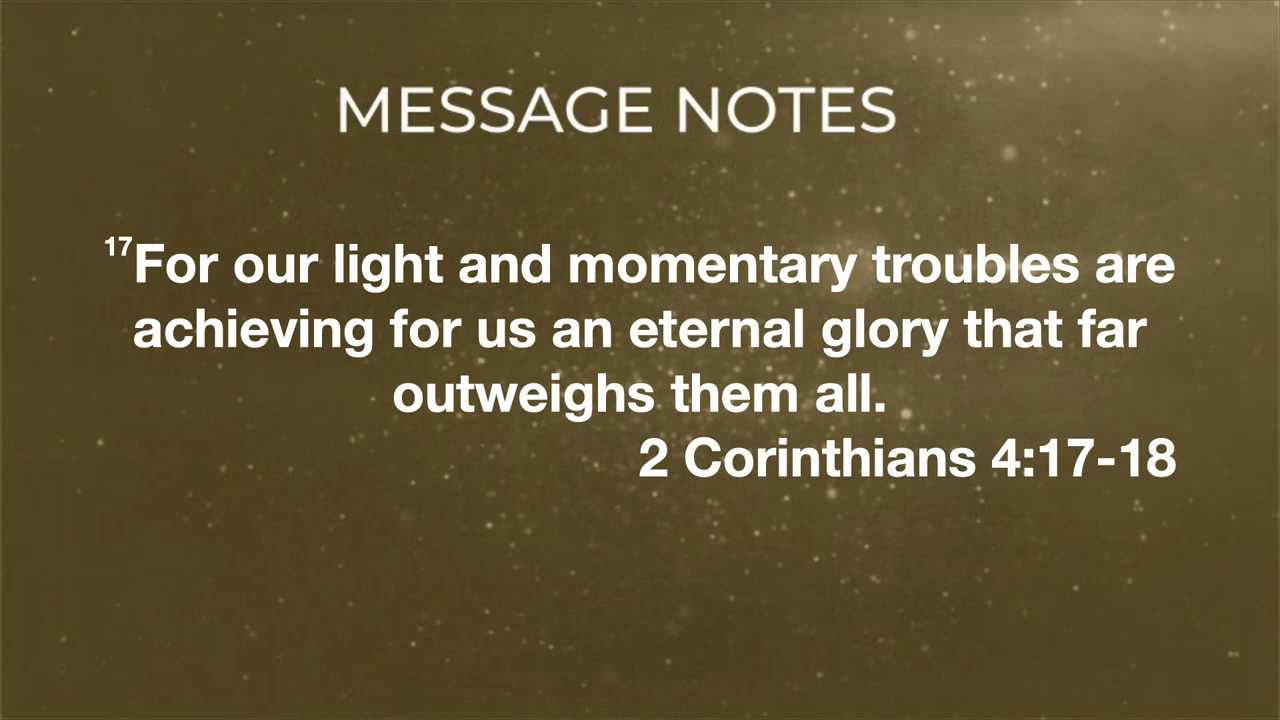 MESSAGE NOTES
17For our light and momentary troubles are
achieving for us an eternal glory that far
outweighs them all.
2 Corinthians 4:17-18